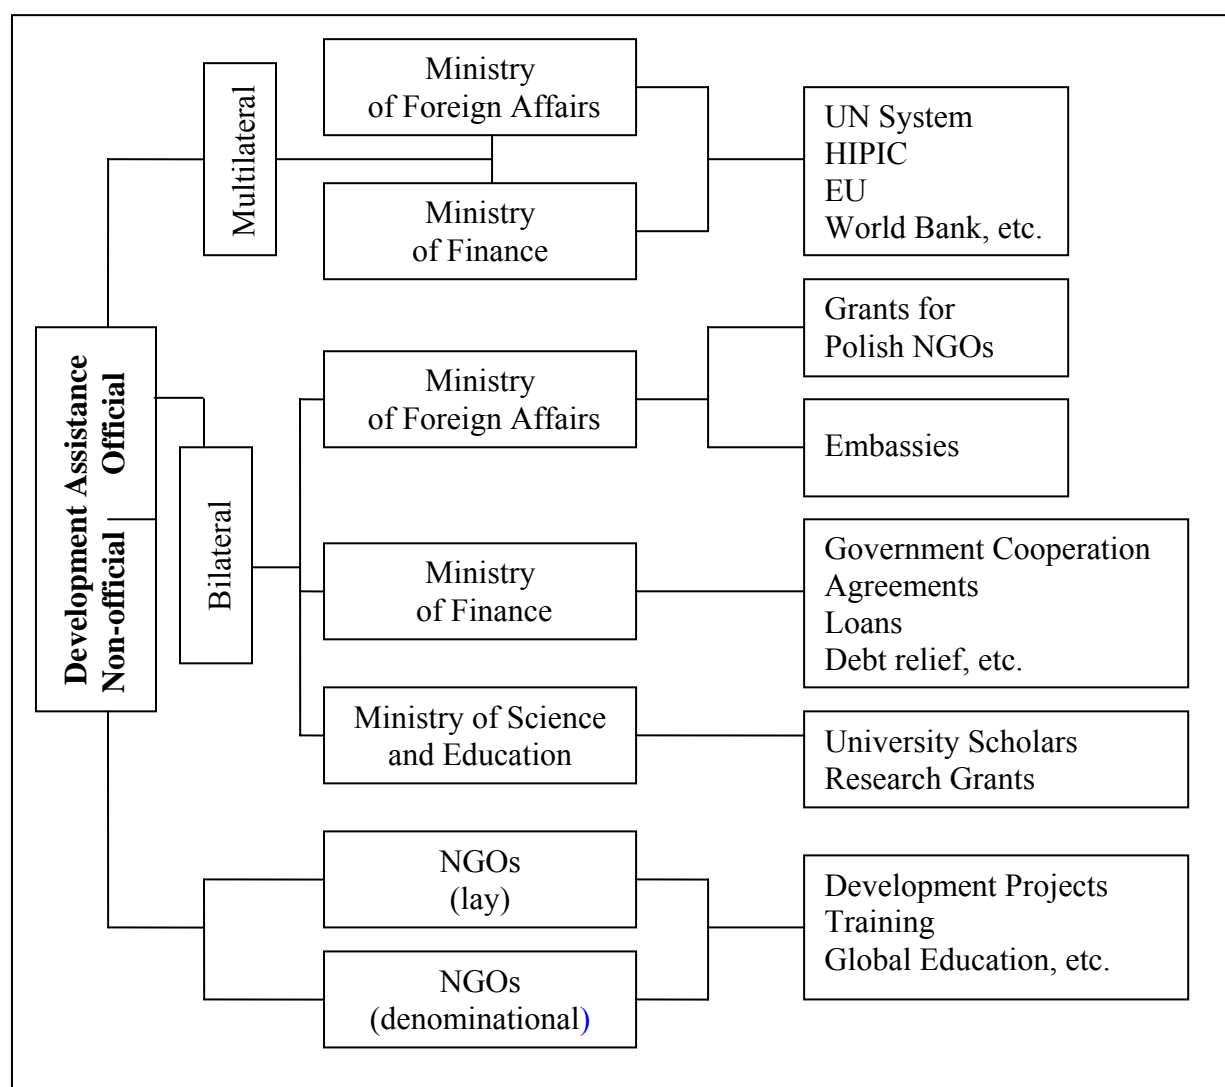 Development Assistance
Official
Non-official
Multilateral
Ministry
of Foreign Affairs
Ministry
of Finance
UN System
HIPIC
EU
World Bank, etc.
Bilateral
Ministry
of Foreign Affairs
Grants for
Polish NGOs
Embassies
Ministry
of Finance
Government Cooperation
Agreements
Loans
Debt relief, etc.
Ministry of Science
and Education
University Scholars
Research Grants
NGOs
(lay)
NGOs
(denominational)
Development Projects
Training
Global Education, etc.